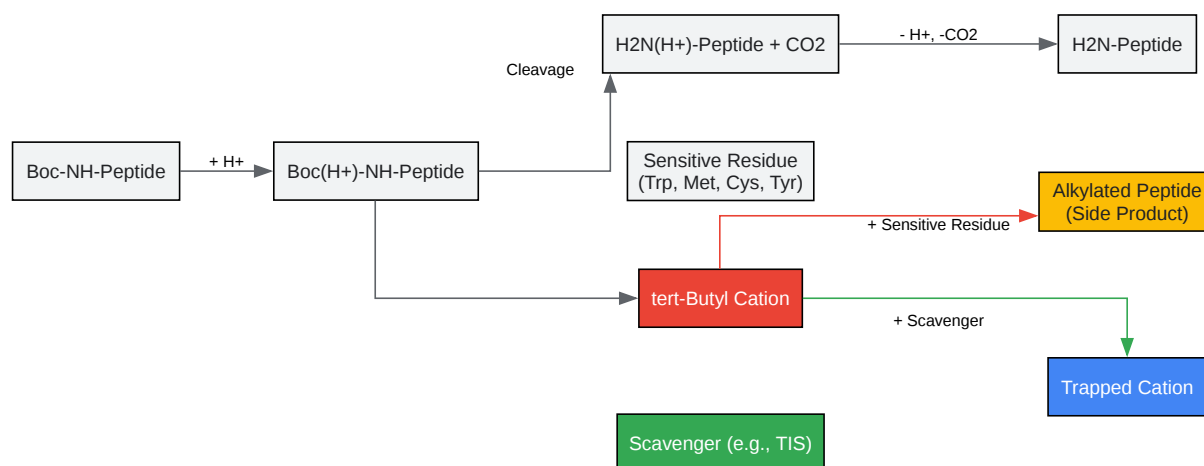 H2N(H+)-Peptide + CO2
- H+, -CO2
H2N-Peptide
Cleavage
Boc-NH-Peptide
+ H+
Boc(H+)-NH-Peptide
Sensitive Residue
(Trp, Met, Cys, Tyr)
Alkylated Peptide
(Side Product)
+ Sensitive Residue
tert-Butyl Cation
+ Scavenger
Trapped Cation
Scavenger (e.g., TIS)